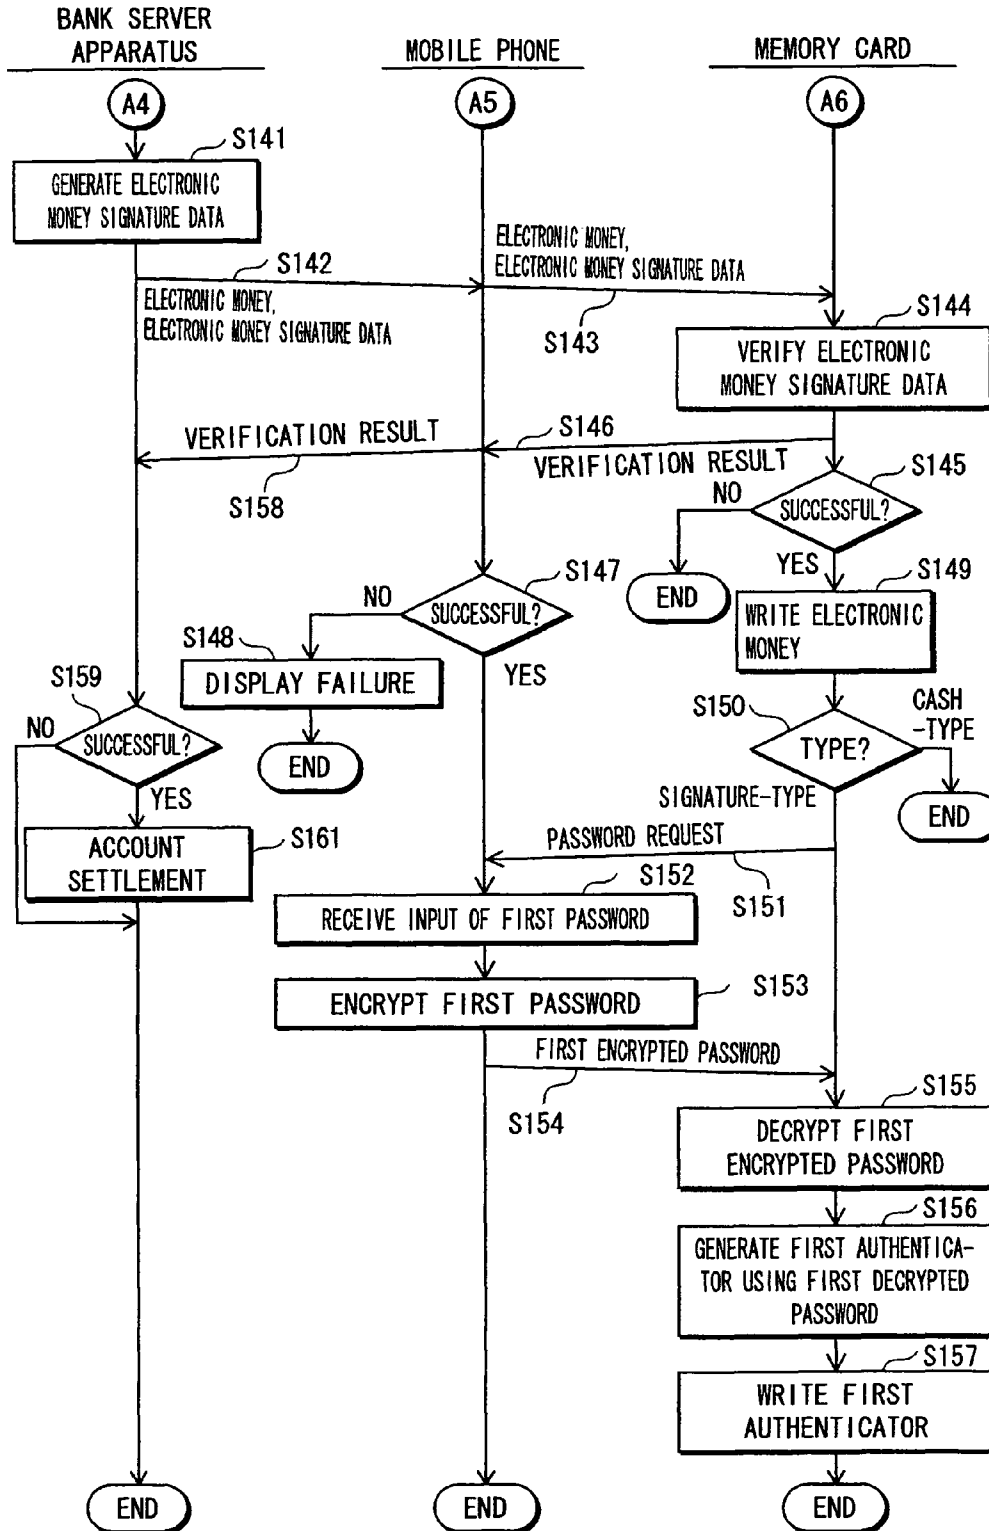 BANK SERVER
APPARATUS
MOBILE PHONE
MEMORY CARD
A4
A5
A6
S141
GENERATE ELECTRONIC
MONEY SIGNATURE DATA
S142
ELECTRONIC MONEY,
ELECTRONIC MONEY SIGNATURE DATA
ELECTRONIC MONEY,
ELECTRONIC MONEY SIGNATURE DATA
S143
S144
VERIFY ELECTRONIC
MONEY SIGNATURE DATA
VERIFICATION RESULT
S158
S146
VERIFICATION RESULT
S145
SUCCESSFUL?
NO
YES
END
S149
WRITE ELECTRONIC
MONEY
S147
SUCCESSFUL?
NO
YES
S148
DISPLAY FAILURE
END
S159
SUCCESSFUL?
NO
YES
S150
TYPE?
CASH
-TYPE
END
SIGNATURE-TYPE
S161
ACCOUNT
SETTLEMENT
PASSWORD REQUEST
S151
S152
RECEIVE INPUT OF FIRST PASSWORD
S153
ENCRYPT FIRST PASSWORD
FIRST ENCRYPTED PASSWORD
S154
S155
DECRYPT FIRST
ENCRYPTED PASSWORD
S156
GENERATE FIRST AUTHENTICA-
TOR USING FIRST DECRYPTED
PASSWORD
S157
WRITE FIRST
AUTHENTICATOR
END
END
END